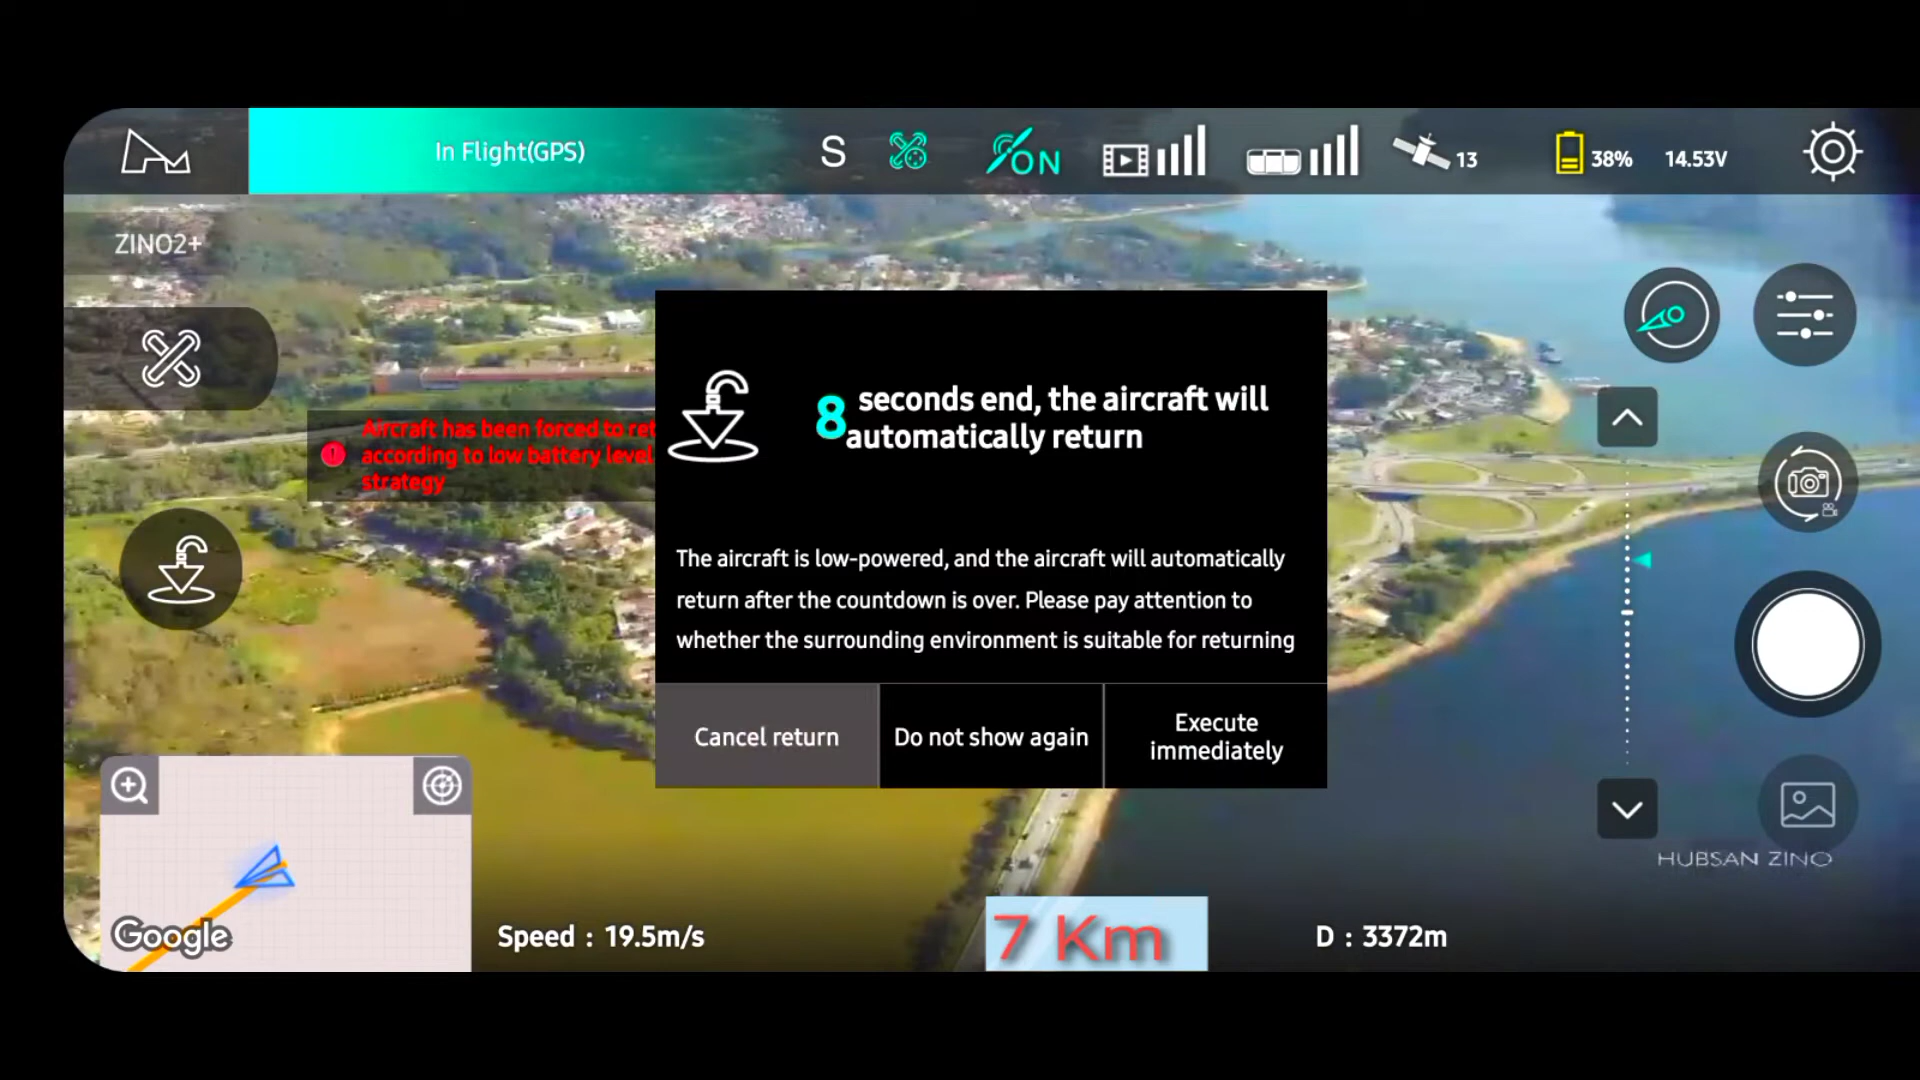 In Flight(GPS)
S
ON
13
38%
14.53V
ZINO2+
Aircraft has been forced to ret
according to low battery level
strategy
8 seconds end, the aircraft will
automatically return
The aircraft is low-powered, and the aircraft will automatically
return after the countdown is over. Please pay attention to
whether the surrounding environment is suitable for returning
Cancel return
Do not show again
Execute
immediately
HUBSAN ZINO
Google
Speed : 19.5m/s
7 Km
D : 3372m